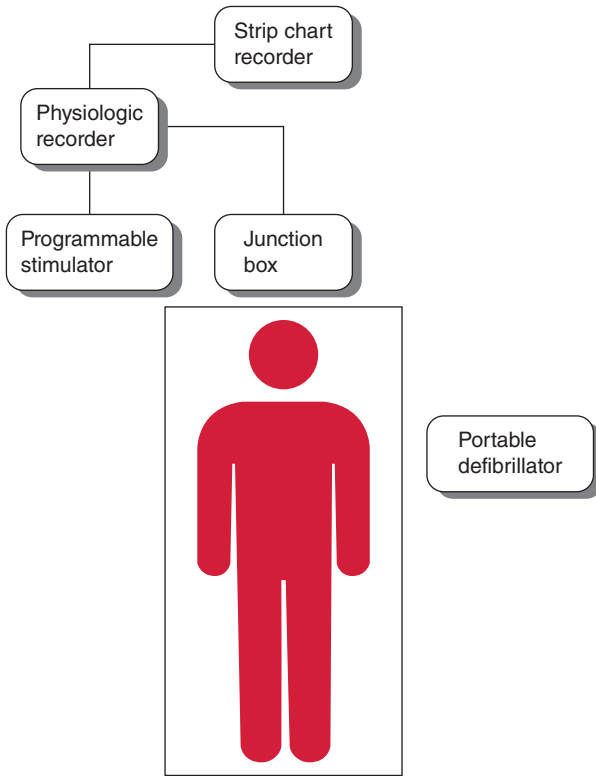 Strip chart
recorder
Physiologic
recorder
Programmable
stimulator
Junction
box
Portable
defibrillator